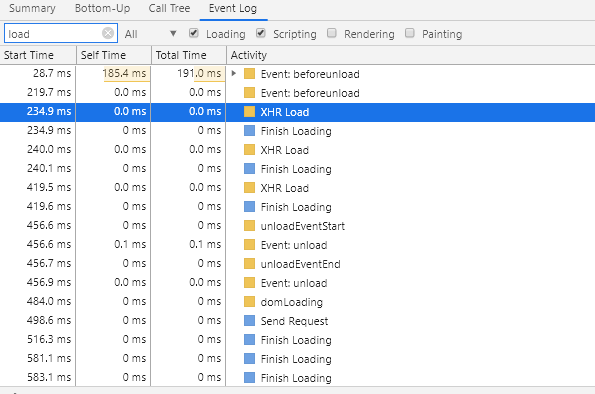 Summary Bottom-Up Call Tree Event Log
load All Loading Scripting Rendering Painting
Start Time Self Time Total Time Activity
28.7 ms 185.4 ms 191.0 ms Event: beforeunload
219.7 ms 0.0 ms 0.0 ms Event: beforeunload
234.9 ms 0.0 ms 0.0 ms XHR Load
234.9 ms 0 ms 0 ms Finish Loading
240.0 ms 0.0 ms 0.0 ms XHR Load
240.1 ms 0 ms 0 ms Finish Loading
419.5 ms 0.0 ms 0.0 ms XHR Load
419.6 ms 0 ms 0 ms Finish Loading
456.6 ms 0 ms 0 ms unloadEventStart
456.6 ms 0.1 ms 0.1 ms Event: unload
456.7 ms 0 ms 0 ms unloadEventEnd
456.9 ms 0.0 ms 0.0 ms Event: unload
484.0 ms 0 ms 0 ms domLoading
498.6 ms 0 ms 0 ms Send Request
516.3 ms 0 ms 0 ms Finish Loading
581.1 ms 0 ms 0 ms Finish Loading
583.1 ms 0 ms 0 ms Finish Loading